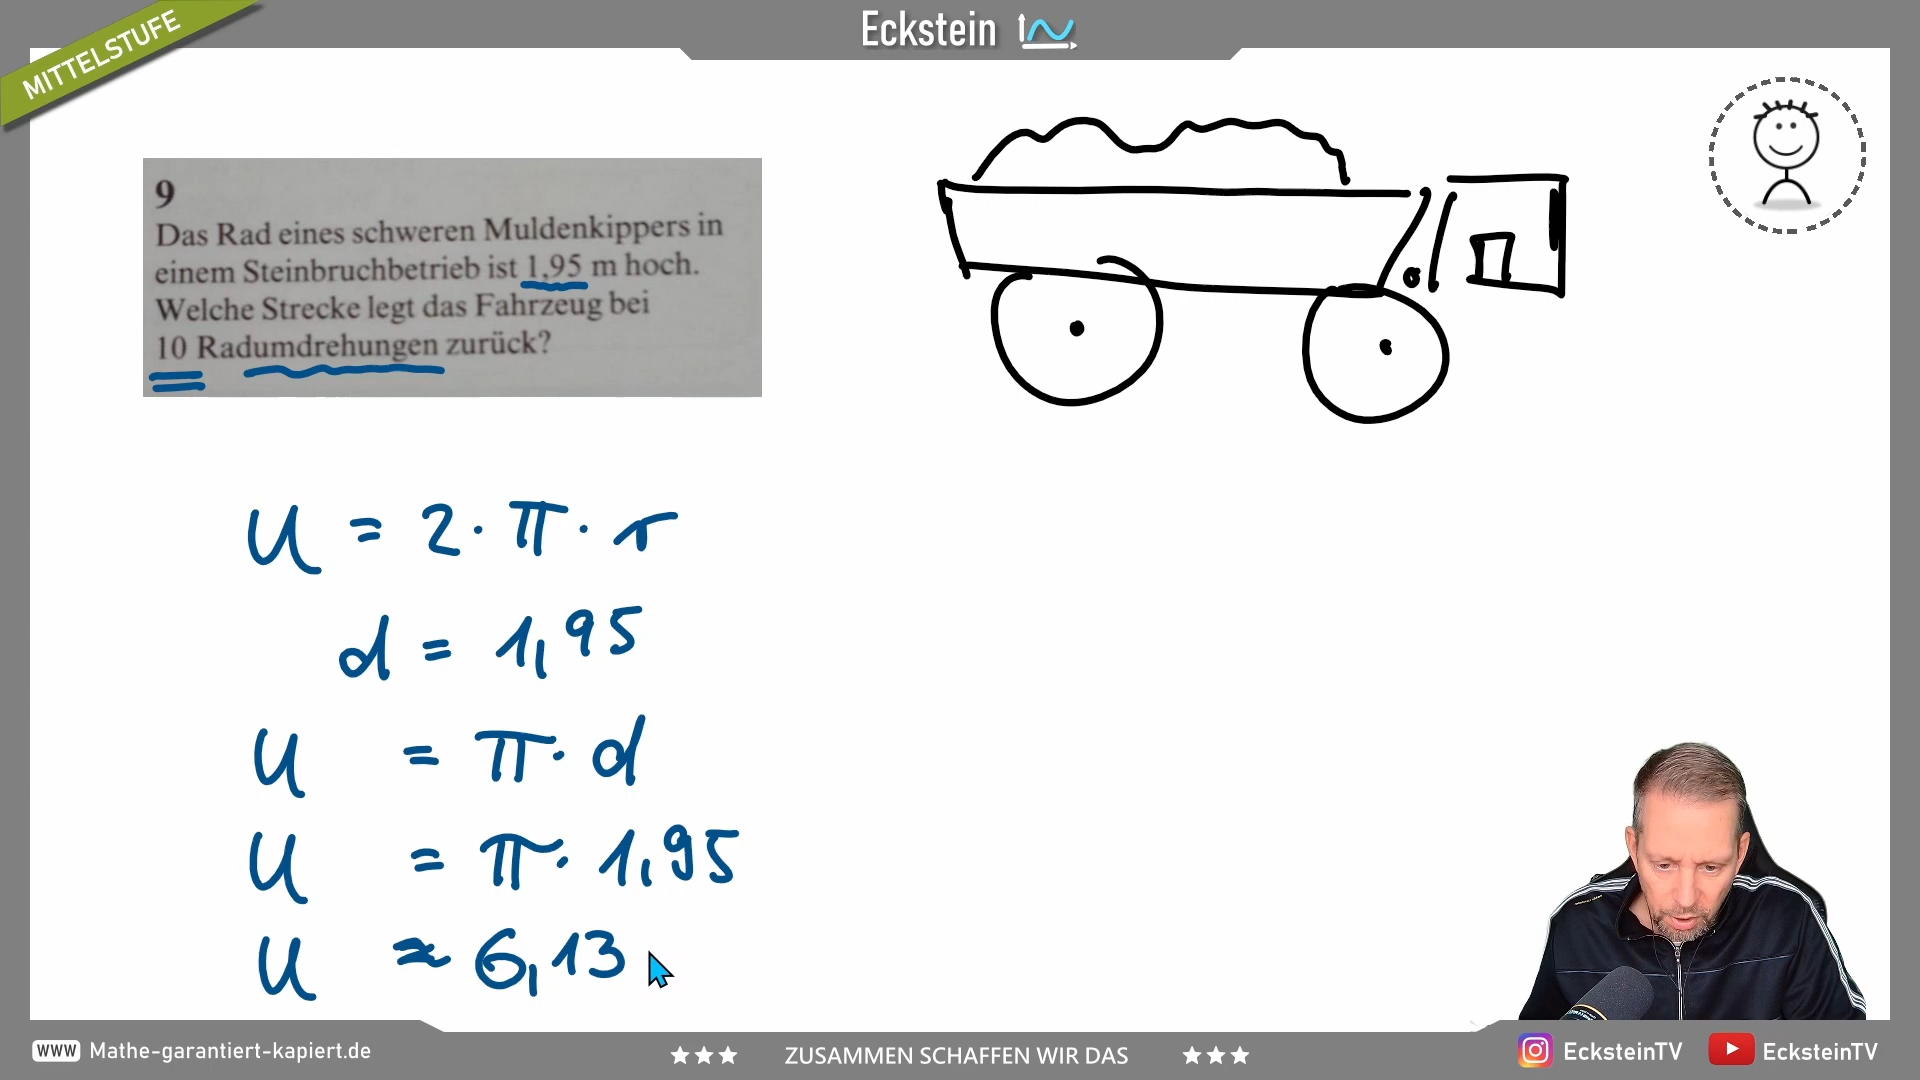 MITTELSTUFE
Eckstein
9
Das Rad eines schweren Muldenkippers in
einem Steinbruchbetrieb ist 1,95 m hoch.
Welche Strecke legt das Fahrzeug bei
10 Radumdrehungen zurück?
U = 2 · π · r
d = 1,95
U = π · d
U = π · 1,95
U ≈ 6,13
WWW Mathe-garantiert-kapiert.de
★★★ ZUSAMMEN SCHAFFEN WIR DAS ★★★
EcksteinTV
EcksteinTV